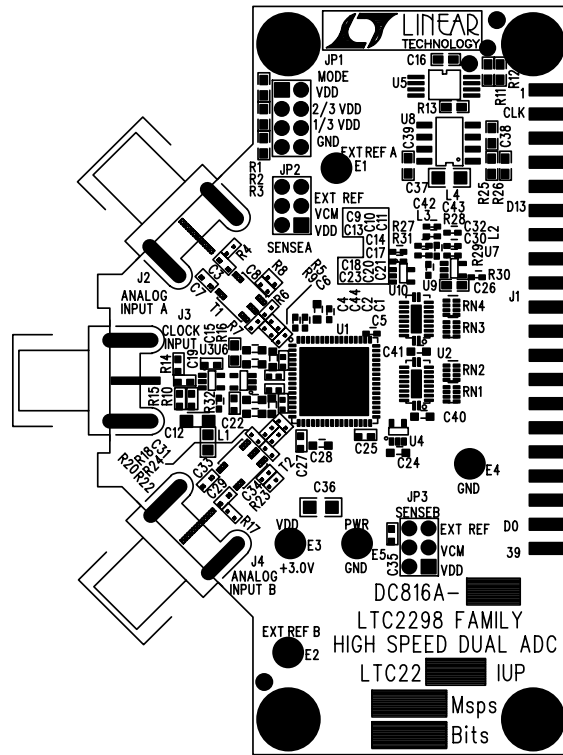 LINEAR
TECHNOLOGY
C16
JP1
MODE
VDD
2/3 VDD
1/3 VDD
GND
U5
R11
R12
R13
1
CLK
U8
C39
C38
EXT REF A
E1
R1
R2
R3
JP2
EXT REF
VCM
VDD
SENSEA
C37
L4
R25
R26
C42
C43
D13
C9
C13
C10
C11
C14
C17
C18
C23
C20
C21
R27
R31
L3
R28
C32
C30
L2
U7
R29
R30
U10
U9
C26
R4
C3
C8
R8
C7
T1
R7
R6
R5
R9
J2
ANALOG
INPUT A
J3
CLOCK
INPUT
C15
R16
U3
U6
C19
R14
R15
R10
R32
C12
L1
C22
C4
C44
C2
C1
U1
C5
C41
U2
RN4
RN3
RN2
RN1
J1
C40
U4
C24
C25
C27
C28
R18
C31
R24
R20
R22
C33
C29
C34
R23
T2
R17
C36
E4
GND
J4
ANALOG
INPUT B
VDD
E3
+3.0V
PWR
E5
GND
JP3
SENSEB
EXT REF
VCM
VDD
C35
D0
39
DC816A-
LTC2298 FAMILY
HIGH SPEED DUAL ADC
LTC22 IUP
Msps
Bits
EXT REF B
E2